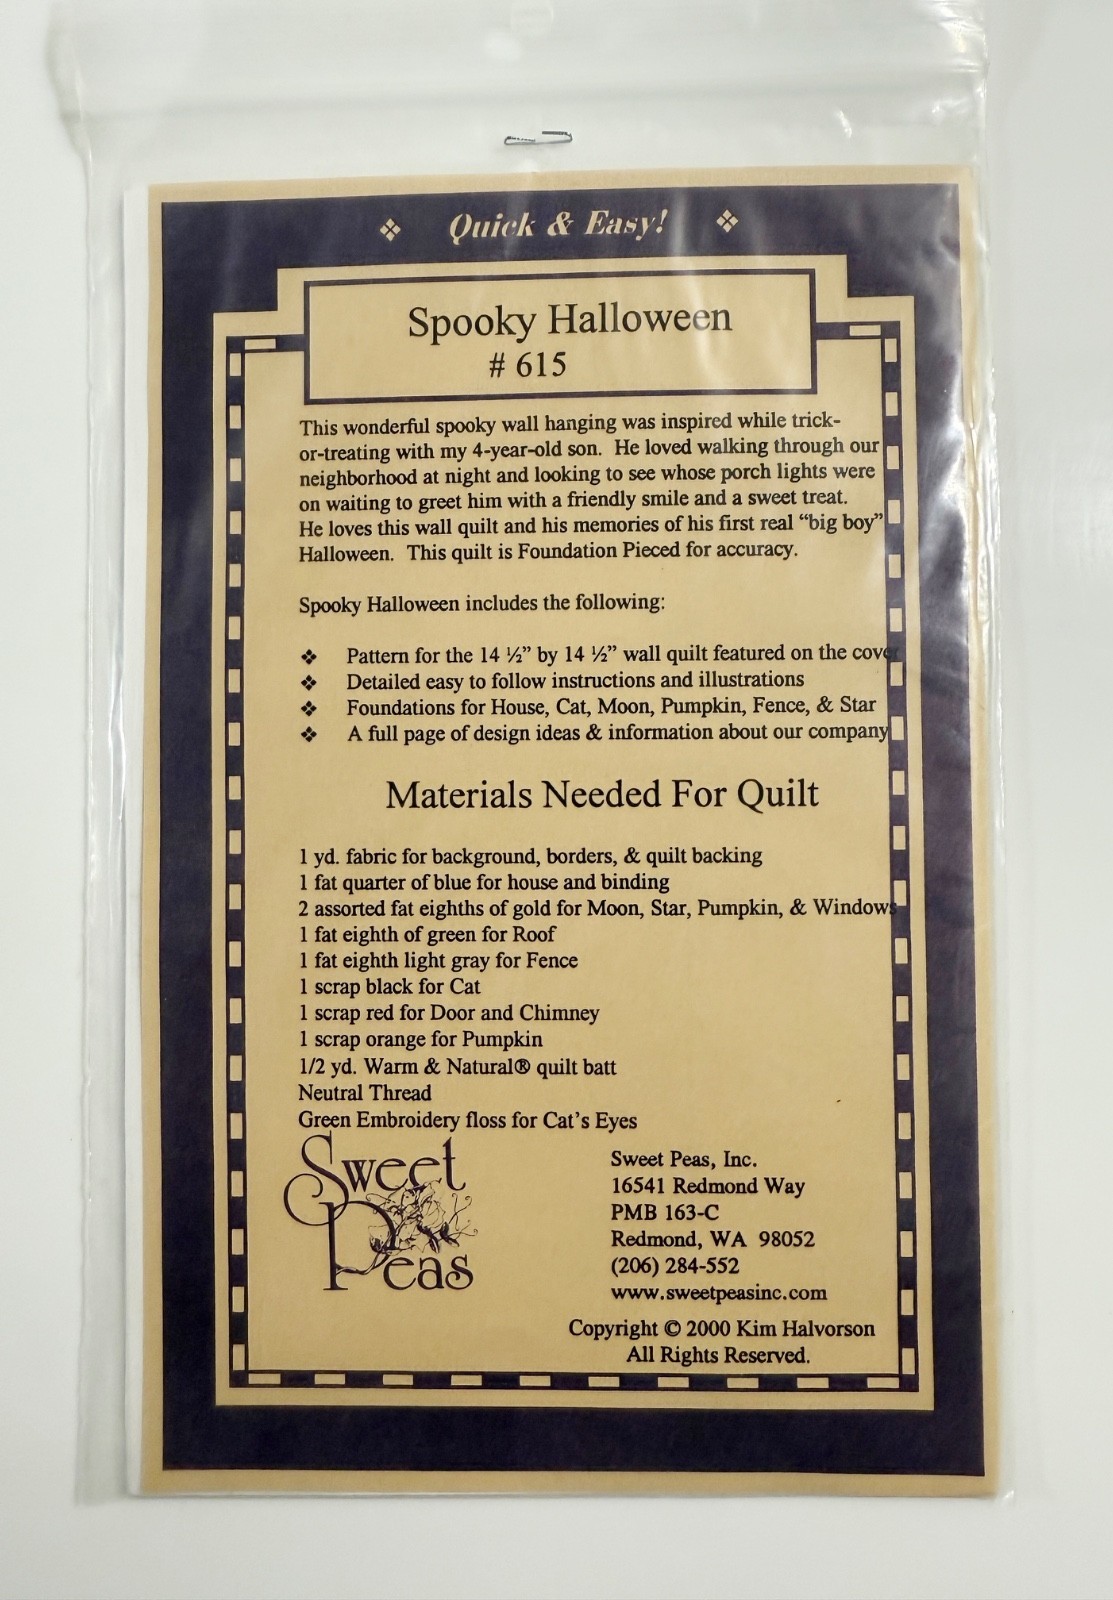 ❖ Quick & Easy! ❖
Spooky Halloween
# 615
This wonderful spooky wall hanging was inspired while trick-
or-treating with my 4-year-old son. He loved walking through our
neighborhood at night and looking to see whose porch lights were
on waiting to greet him with a friendly smile and a sweet treat.
He loves this wall quilt and his memories of his first real “big boy”
Halloween. This quilt is Foundation Pieced for accuracy.
Spooky Halloween includes the following:
❖ Pattern for the 14 ½” by 14 ½” wall quilt featured on the cover
❖ Detailed easy to follow instructions and illustrations
❖ Foundations for House, Cat, Moon, Pumpkin, Fence, & Star
❖ A full page of design ideas & information about our company
Materials Needed For Quilt
1 yd. fabric for background, borders, & quilt backing
1 fat quarter of blue for house and binding
2 assorted fat eighths of gold for Moon, Star, Pumpkin, & Windows
1 fat eighth of green for Roof
1 fat eighth light gray for Fence
1 scrap black for Cat
1 scrap red for Door and Chimney
1 scrap orange for Pumpkin
1/2 yd. Warm & Natural® quilt batt
Neutral Thread
Green Embroidery floss for Cat’s Eyes
Sweet
Peas
Sweet Peas, Inc.
16541 Redmond Way
PMB 163-C
Redmond, WA 98052
(206) 284-552
www.sweetpeasinc.com
Copyright © 2000 Kim Halvorson
All Rights Reserved.